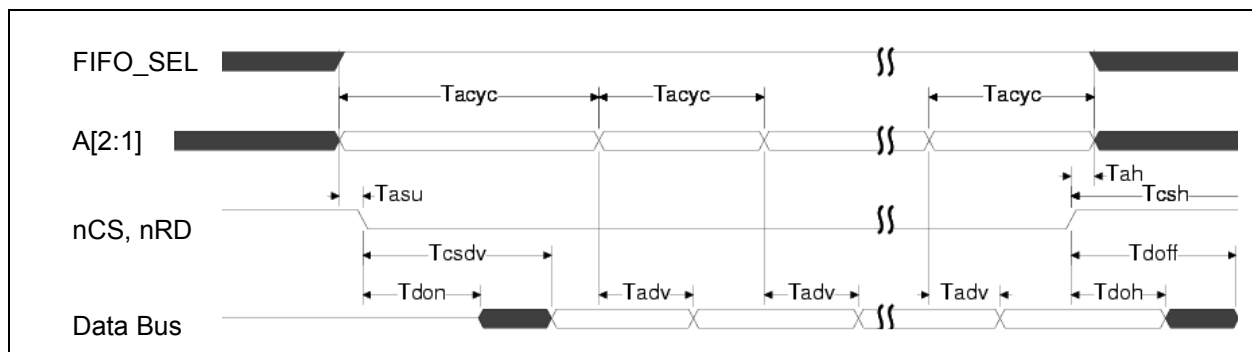 FIFO_SEL
Tacyc Tacyc Tacyc
A[2:1]
Tah
Tasu Tcsh
nCS, nRD
Tcsdv Tdoff
Tdon Tadv Tadv Tadv Tdoh
Data Bus